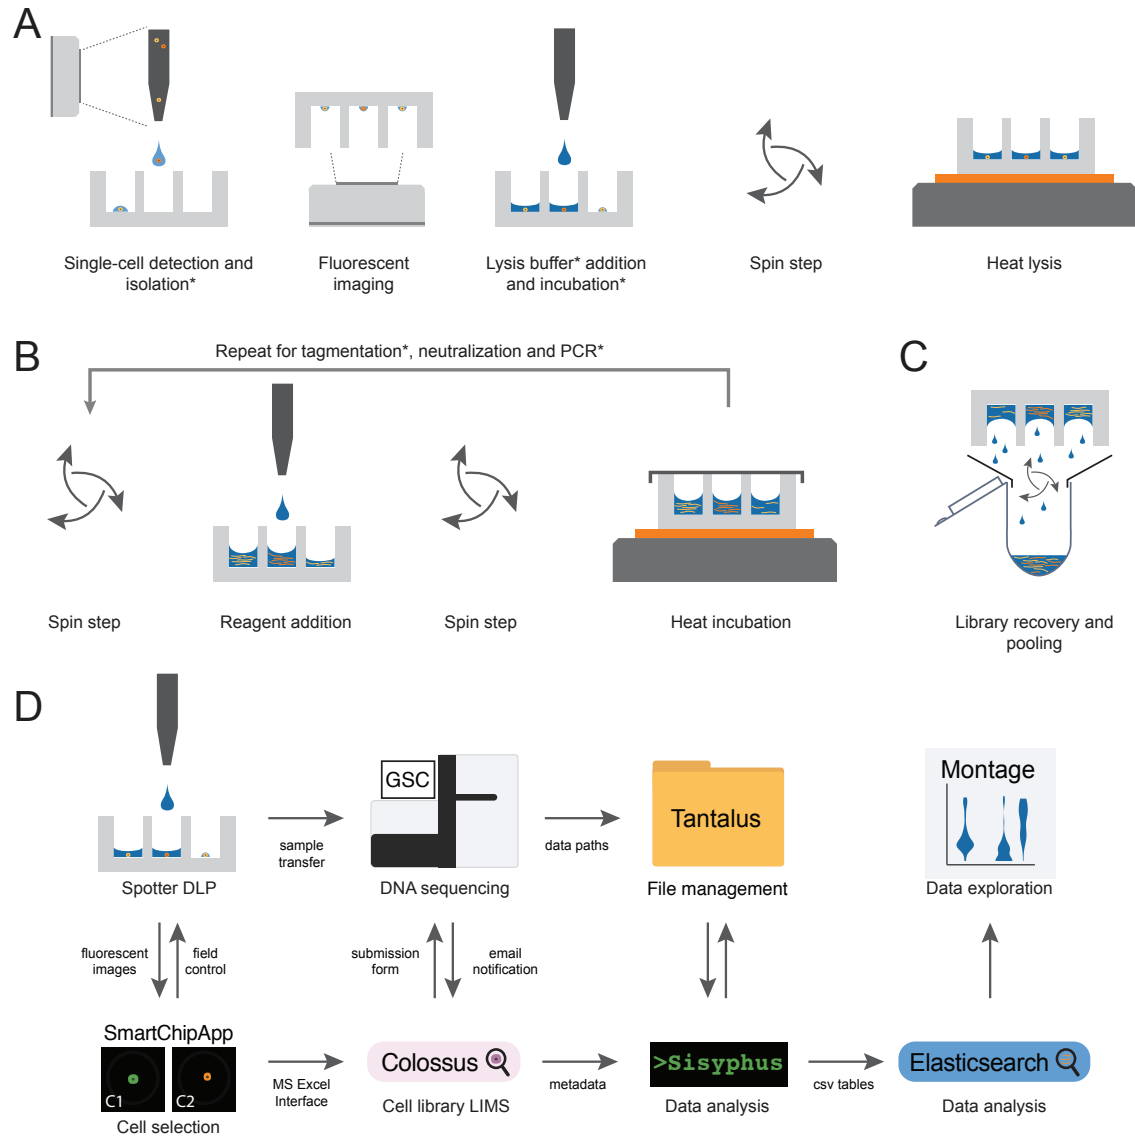 A
Single-cell detection and
isolation*
Fluorescent
imaging
Lysis buffer* addition
and incubation*
Spin step
Heat lysis
B
Repeat for tagmentation*, neutralization and PCR*
Spin step
Reagent addition
Spin step
Heat incubation
C
Library recovery and
pooling
D
Spotter DLP
sample
transfer
GSC
DNA sequencing
data paths
Tantalus
File management
Montage
Data exploration
fluorescent
images
field
control
submission
form
email
notification
SmartChipApp
C1
C2
Cell selection
MS Excel
Interface
Colossus
Cell library LIMS
metadata
>Sisyphus
Data analysis
csv tables
Elasticsearch
Data analysis